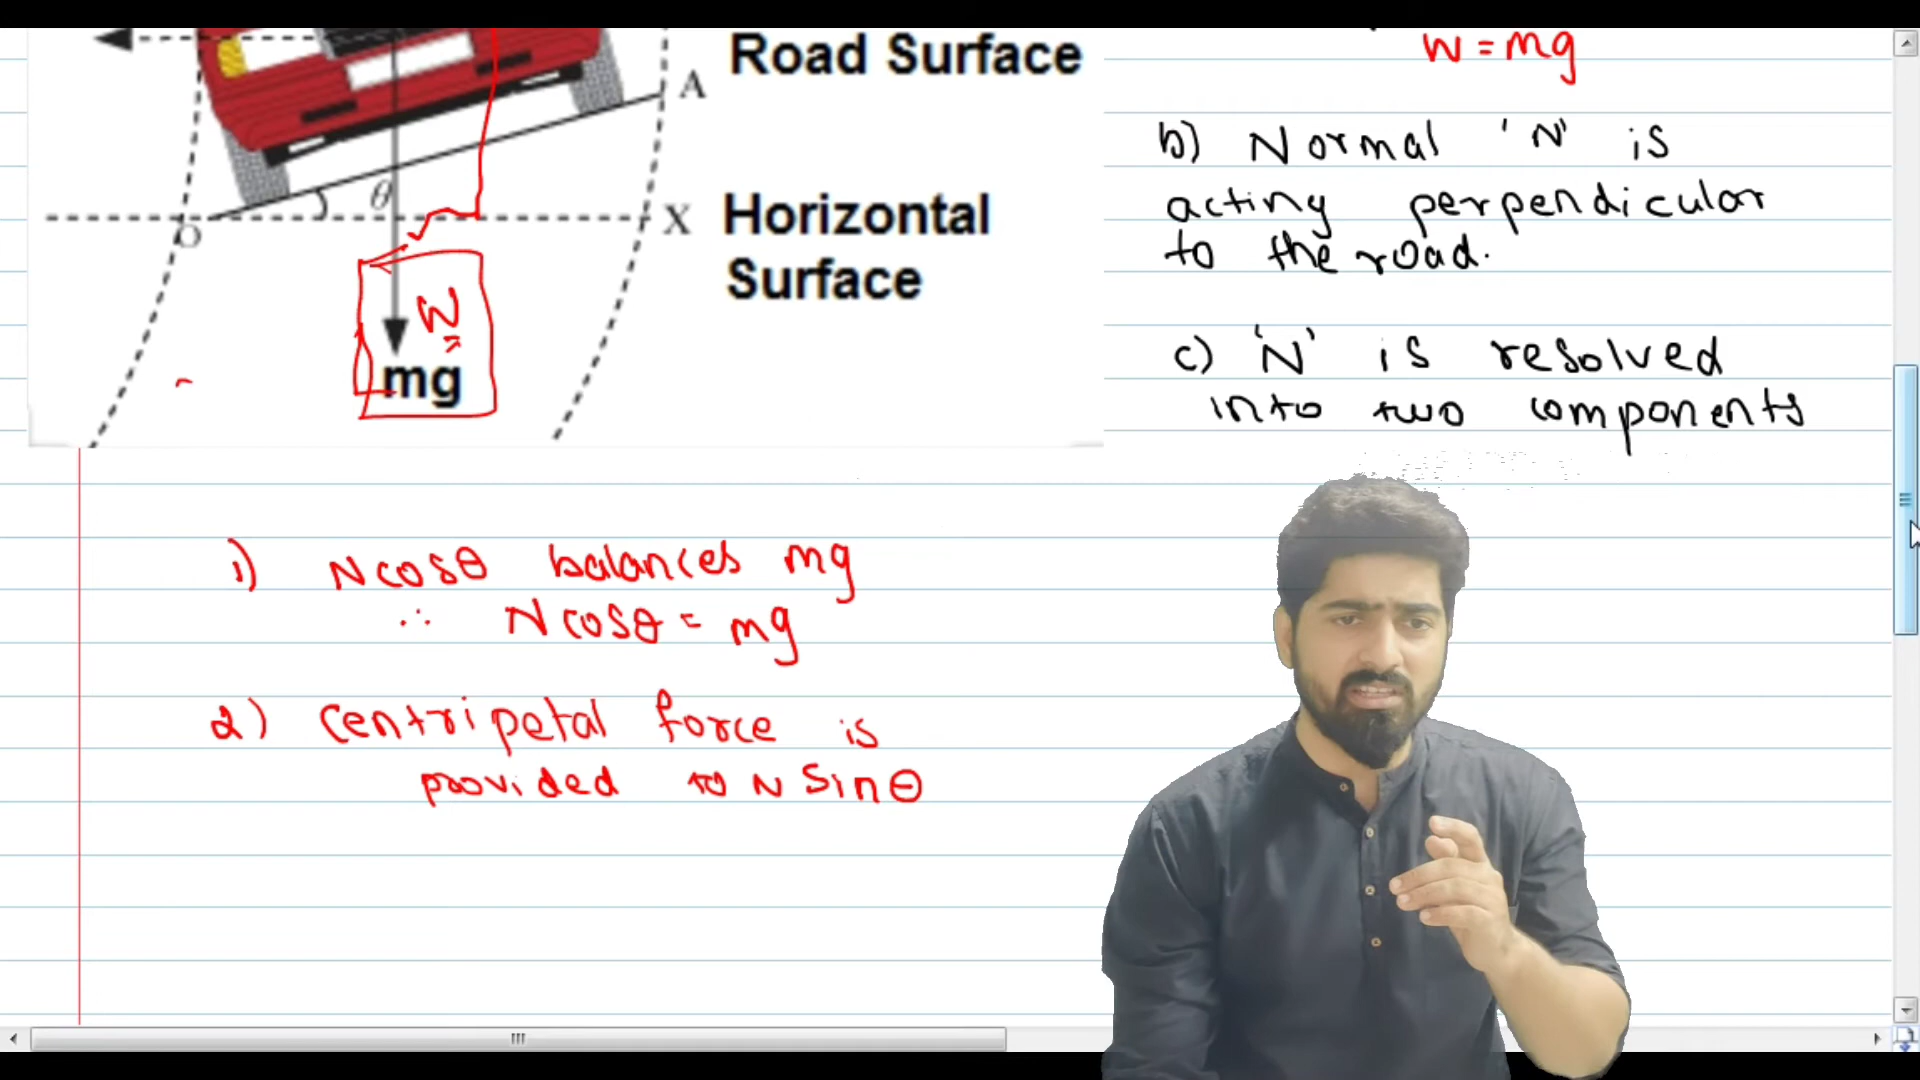 Road Surface
A
θ
O
X
Horizontal
Surface
W
mg
W = mg
b) Normal 'N' is
acting perpendicular
to the road.
c) 'N' is resolved
into two components
1) N cosθ balances mg
∴ N cosθ = mg
2) Centripetal force is
provided to N Sinθ